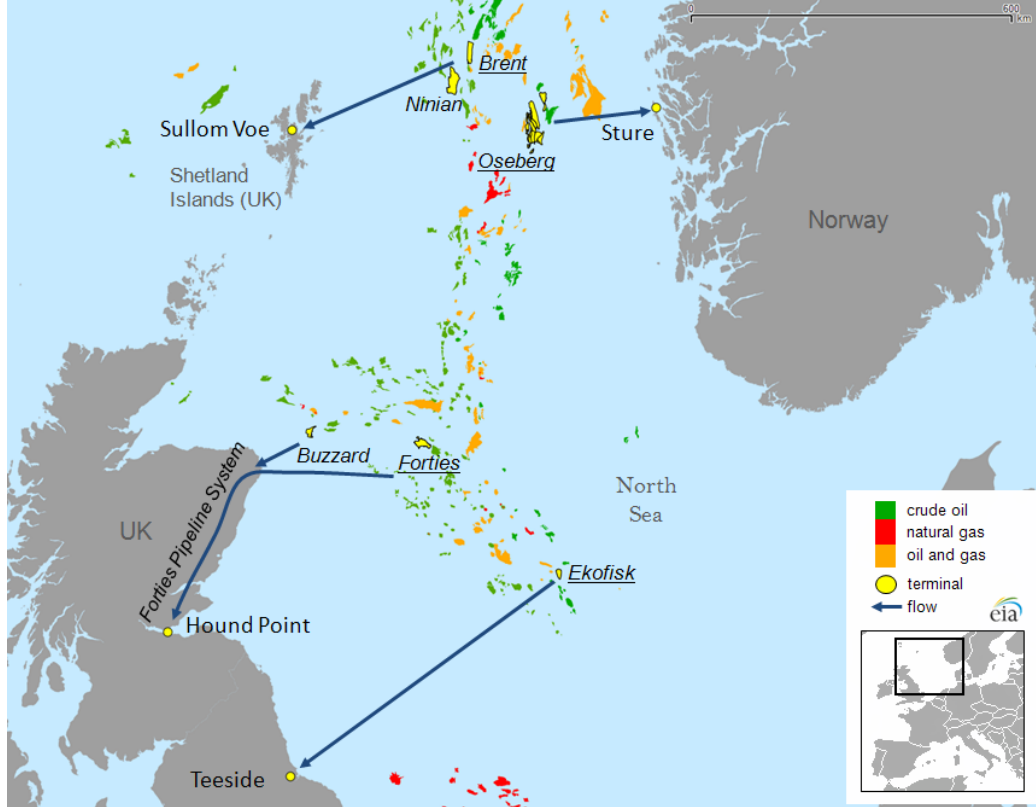 0
600
km
Brent
Ninian
Sullom Voe
Sture
Oseberg
Shetland
Islands (UK)
Norway
Buzzard
Forties
North
Sea
UK
Forties Pipeline System
Ekofisk
Hound Point
Teeside
crude oil
natural gas
oil and gas
terminal
flow
eia